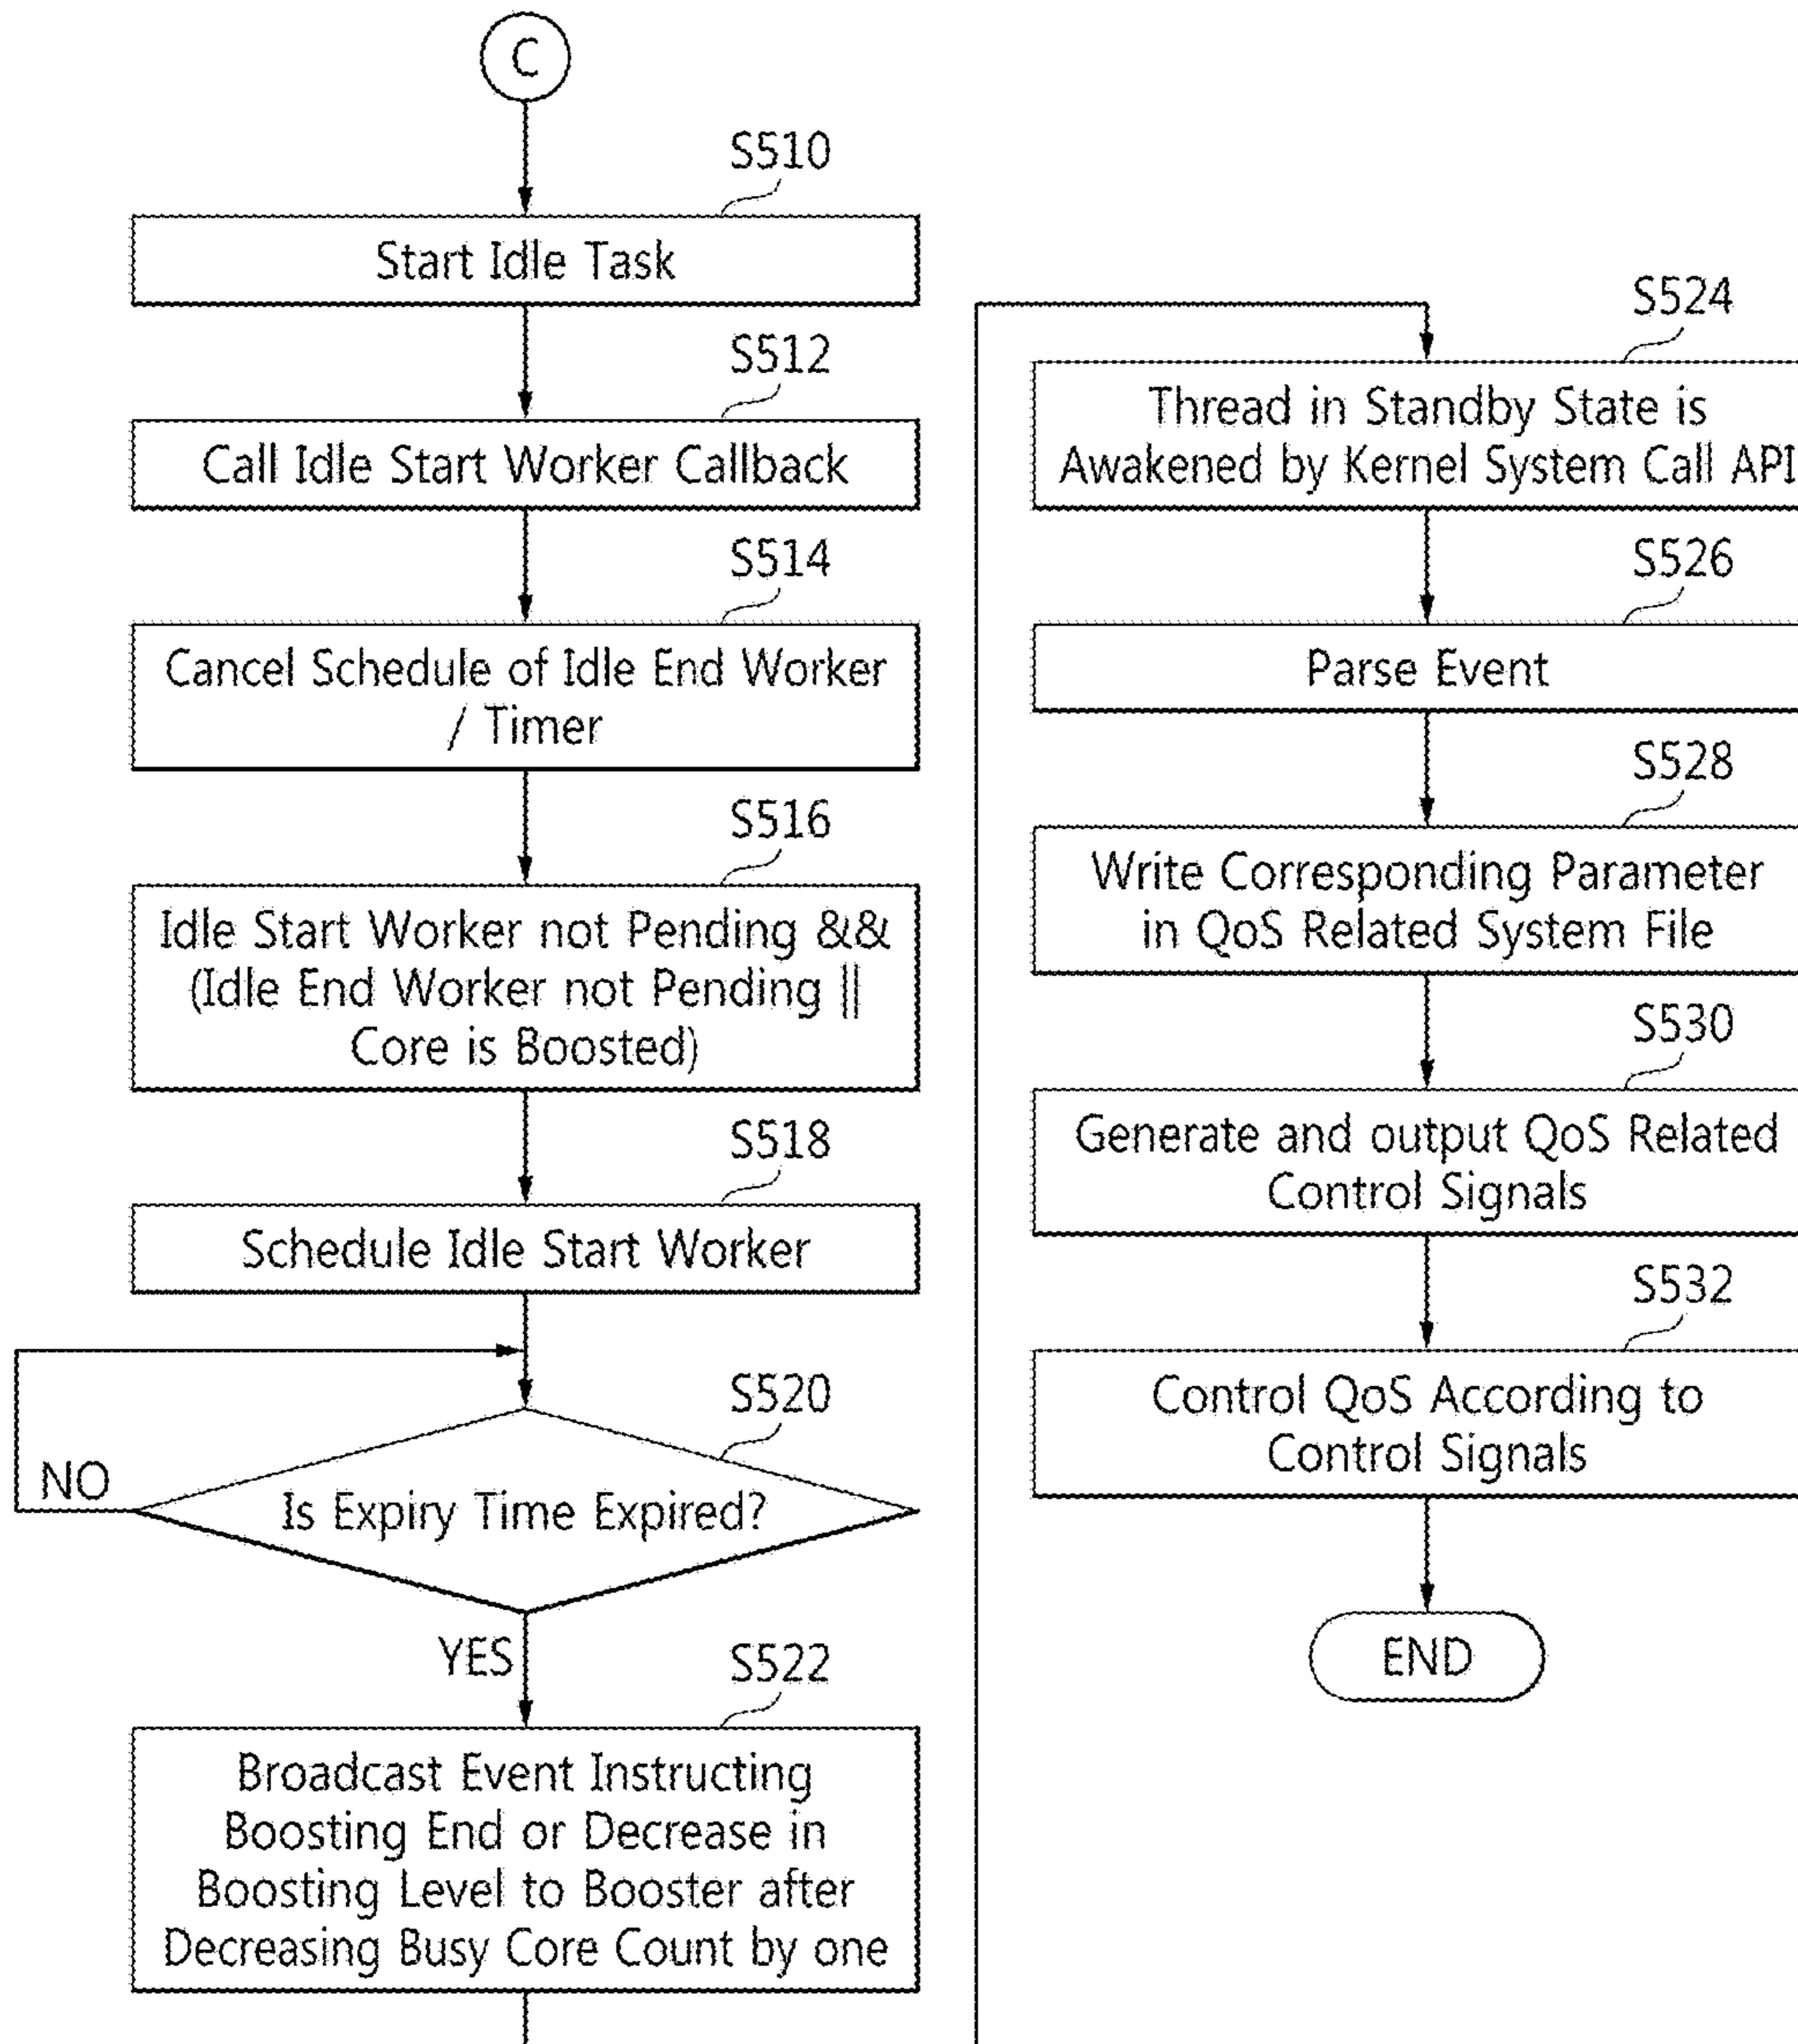 C
S510
Start Idle Task
S512
Call Idle Start Worker Callback
S514
Cancel Schedule of Idle End Worker
/ Timer
S516
Idle Start Worker not Pending &&
(Idle End Worker not Pending ||
Core is Boosted)
S518
Schedule Idle Start Worker
S520
NO
Is Expiry Time Expired?
YES
S522
Broadcast Event Instructing
Boosting End or Decrease in
Boosting Level to Booster after
Decreasing Busy Core Count by one
S524
Thread in Standby State is
Awakened by Kernel System Call API
S526
Parse Event
S528
Write Corresponding Parameter
in QoS Related System File
S530
Generate and output QoS Related
Control Signals
S532
Control QoS According to
Control Signals
END